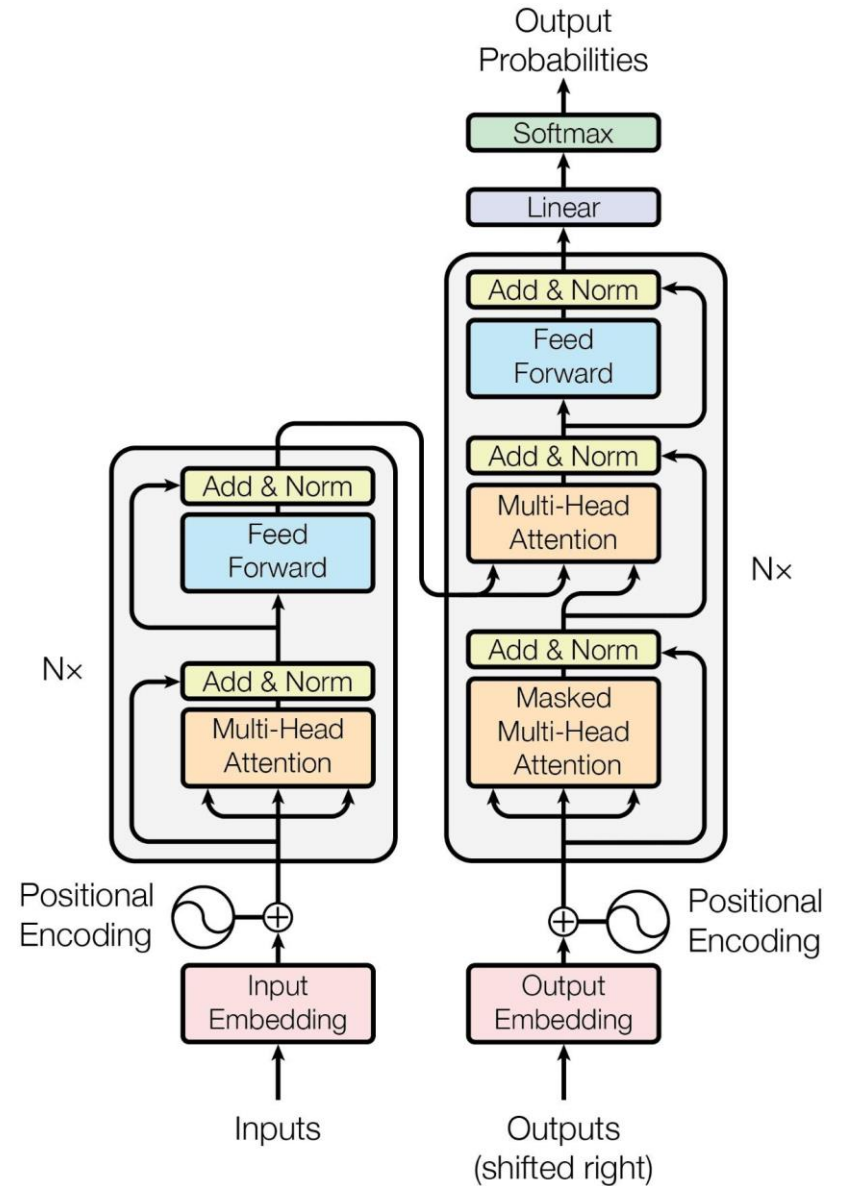 Output
Probabilities
Softmax
Linear
Add & Norm
Feed
Forward
Add & Norm
Multi-Head
Attention
Add & Norm
Masked
Multi-Head
Attention
N×
Add & Norm
Feed
Forward
Add & Norm
Multi-Head
Attention
N×
Positional
Encoding
Positional
Encoding
Input
Embedding
Output
Embedding
Inputs
Outputs
(shifted right)